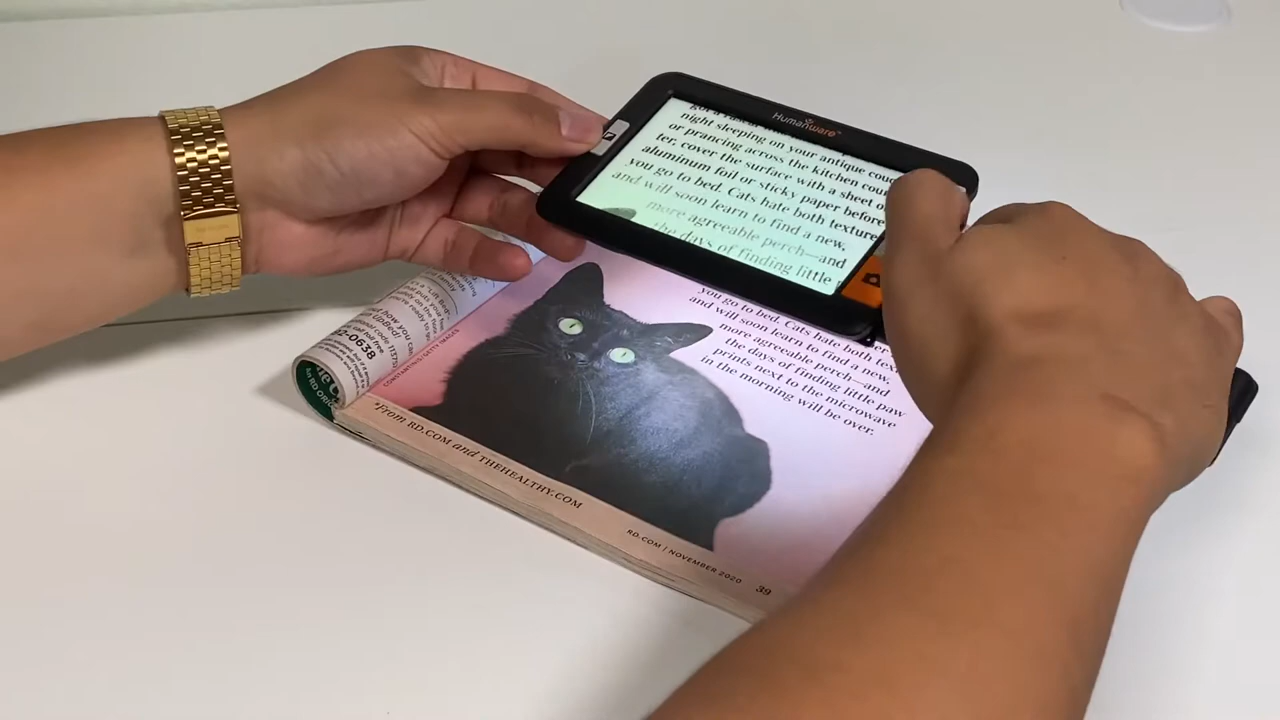 HumanWare
night sleeping on your antique
or prancing across the kitchen
ter, cover the surface with a sheet
aluminum foil or sticky paper before
you go to bed. Cats hate both texture
and will soon learn to find a new,
more agreeable perch—and
the days of finding little
you go to bed. Cats hate both
and will soon learn to find a new,
more agreeable perch—and
the days of finding little paw
prints next to the microwave
in the morning will be over.
CONSTANTINS/GETTY IMAGES
*From RD.COM and THEHEALTHY.COM
RD.COM | NOVEMBER 2020 39